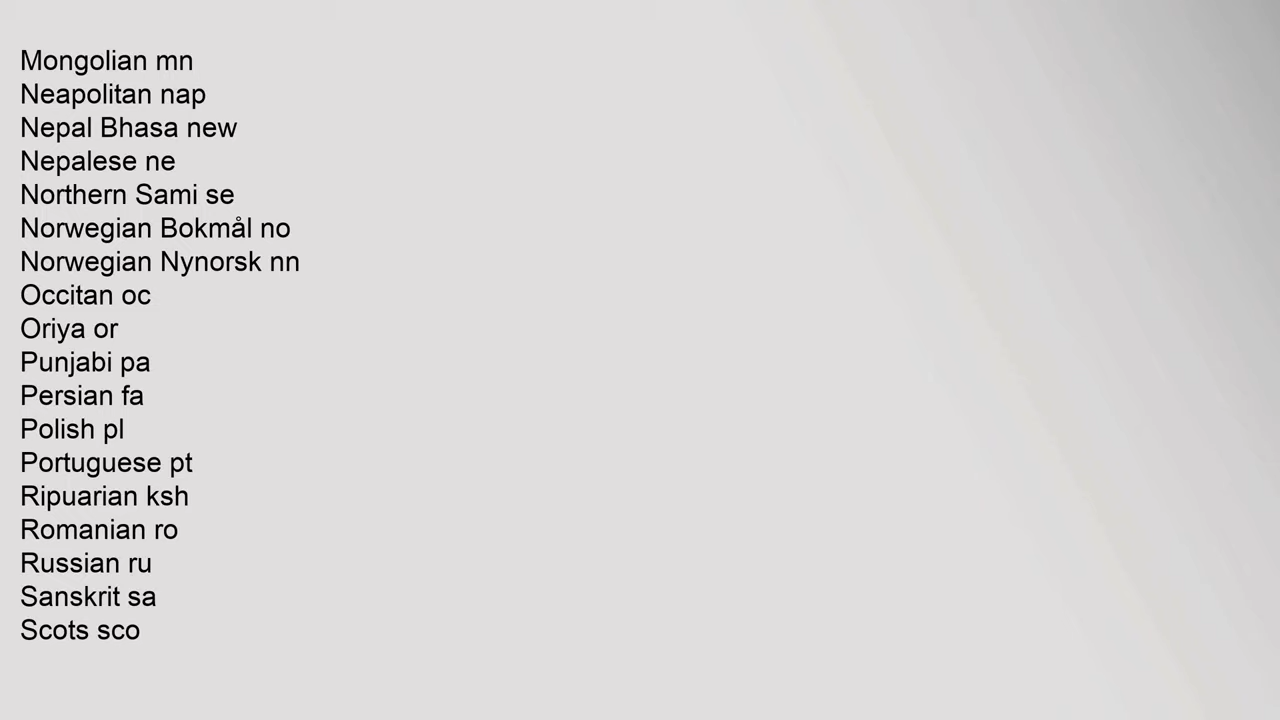 Mongolian mn
Neapolitan nap
Nepal Bhasa new
Nepalese ne
Northern Sami se
Norwegian Bokmål no
Norwegian Nynorsk nn
Occitan oc
Oriya or
Punjabi pa
Persian fa
Polish pl
Portuguese pt
Ripuarian ksh
Romanian ro
Russian ru
Sanskrit sa
Scots sco